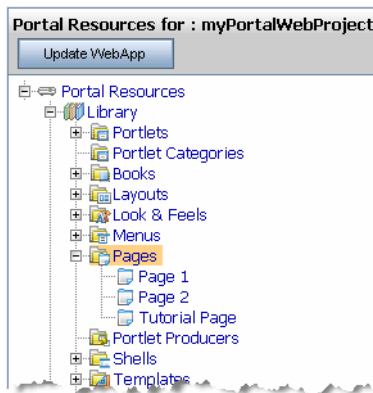 Portal Resources for : myPortalWebProject
Update WebApp
Portal Resources
Library
Portlets
Portlet Categories
Books
Layouts
Look & Feels
Menus
Pages
Page 1
Page 2
Tutorial Page
Portlet Producers
Shells
Templates